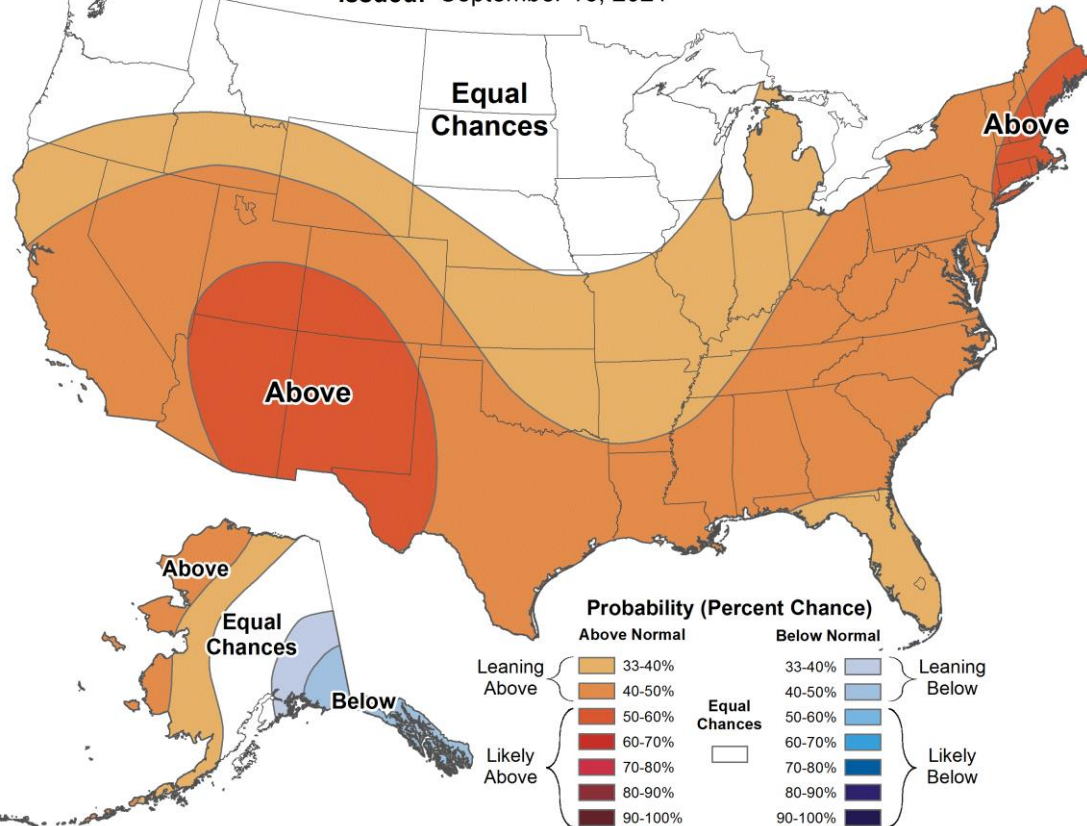 Equal
Chances
Above
Above
Above
Equal
Chances
Below
Probability (Percent Chance)
Above Normal
Below Normal
Leaning
Above
33-40%
40-50%
Likely
Above
50-60%
60-70%
70-80%
80-90%
90-100%
Equal
Chances
33-40%
40-50%
Leaning
Below
50-60%
60-70%
70-80%
80-90%
90-100%
Likely
Below